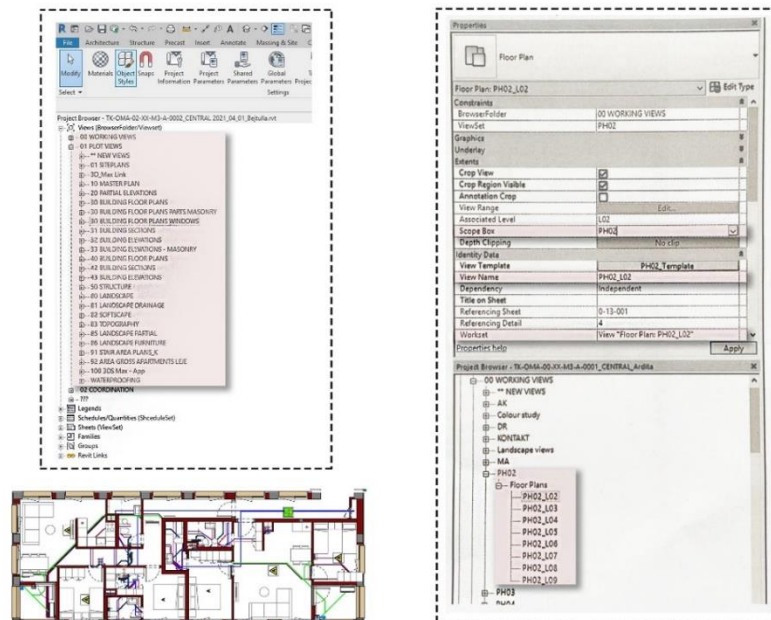 File Architecture Structure Precast Insert Annotate Massing & Site
Modify Materials Object Styles Snaps Project Information Project Parameters Shared Parameters Global Parameters
Select Settings
Project Browser - TK-OMA-02-XX-M3-A-0002_CENTRAL 2021_04_01_Bejtulla.rvt
Views (BrowserFolder/Viewset)
00 WORKING VIEWS
01 PLOT VIEWS
** NEW VIEWS
01 SITEPLANS
3D_Max Link
10 MASTER PLAN
20 PARTIAL ELEVATIONS
30 BUILDING FLOOR PLANS
30 BUILDING FLOOR PLANS PARTS MASONRY
30 BUILDING FLOOR PLANS WINDOWS
31 BUILDING SECTIONS
32 BUILDING ELEVATIONS
33 BUILDING ELEVATIONS - MASONRY
40 BUILDING FLOOR PLANS
42 BUILDING SECTIONS
43 BUILDING ELEVATIONS
50 STRUCTURE
80 LANDSCAPE
81 LANDSCAPE DRAINAGE
82 SOFTSCAPE
83 TOPOGRAPHY
85 LANDSCAPE PARTIAL
86 LANDSCAPE FURNITURE
91 STAIR AREA PLANS_K
92 AREA GROSS APARTMENTS
100 3DS Max - App
WATERPROOFING
02 COORDINATION
???
Legends
Schedules/Quantities (ShceduleSet)
Sheets (ViewSet)
Families
Groups
Revit Links
Properties
Floor Plan
Floor Plan: PH02_L02 Edit Type
Constraints
BrowserFolder 00 WORKING VIEWS
ViewSet PH02
Graphics
Underlay
Extents
Crop View
Crop Region Visible
Annotation Crop
View Range Edit...
Associated Level L02
Scope Box PH02
Depth Clipping No clip
Identity Data
View Template PH02_Template
View Name PH02_L02
Dependency Independent
Title on Sheet
Referencing Sheet 0-13-001
Referencing Detail 4
Workset View "Floor Plan: PH02_L02"
Properties help Apply
Project Browser - TK-OMA-00-XX-M3-A-0001_CENTRAL_Ardita
00 WORKING VIEWS
** NEW VIEWS
AK
Colour study
DR
KONTAKT
Landscape views
MA
PH02
Floor Plans
PH02_L02
PH02_L03
PH02_L04
PH02_L05
PH02_L06
PH02_L07
PH02_L08
PH02_L09
PH03
PH04